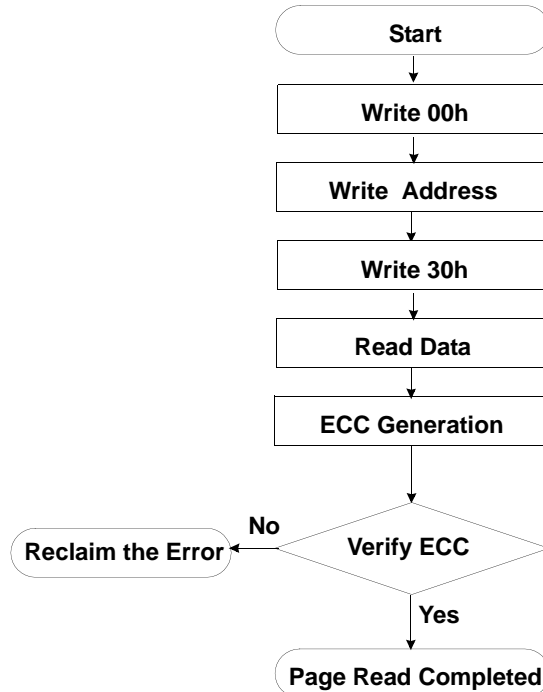 Start
Write 00h
Write Address
Write 30h
Read Data
ECC Generation
No
Reclaim the Error
Verify ECC
Yes
Page Read Completed